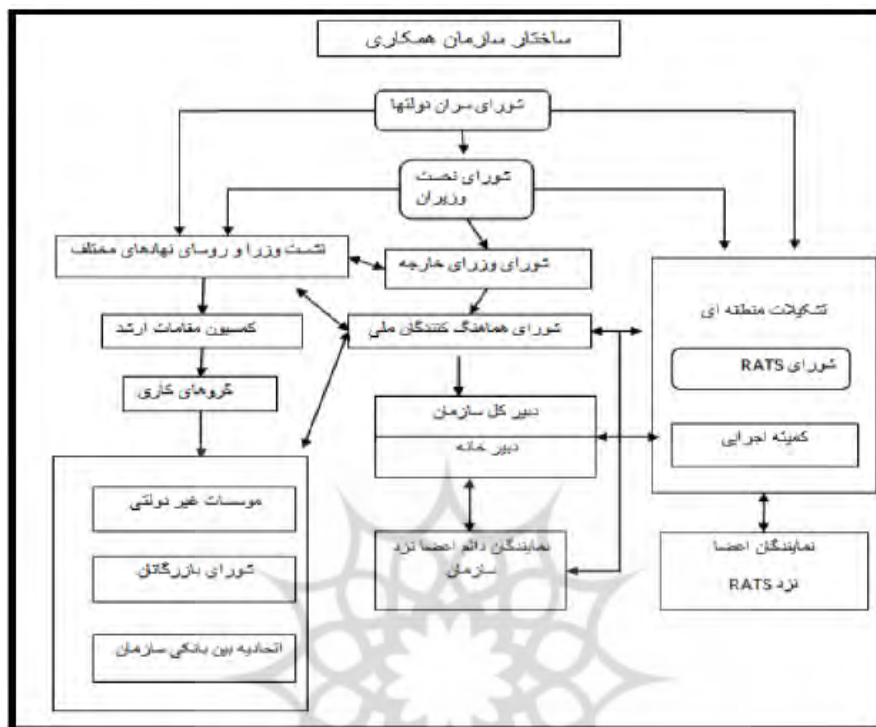 ساختار سازمان همکاری
شورای سران دولتها
شورای نخست
وزیران
نشست وزرا و روسای نهادهای مختلف
شورای وزرای خارجه
تشکیلات منطقه ای
کمسیون مقامات ارشد
شورای هماهنگ کنندگان ملی
شورای RATS
گروهای کاری
دبیر کل سازمان
دبیر خانه
کمیته اجرایی
موسسات غیر دولتی
نمایندگان دائم اعضا نزد
سازمان
نمایندگان اعضا
نزد RATS
شورای بازرگانان
اتحادیه بین بانکی سازمان